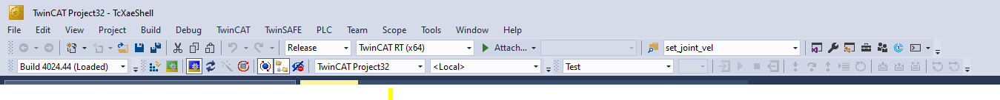 TwinCAT Project32 - TcXaeShell
File Edit View Project Build Debug TwinCAT TwinSAFE PLC Team Scope Tools Window Help
Release TwinCAT RT (x64) Attach... set_joint_vel
Build 4024.44 (Loaded) TwinCAT Project32 <Local> Test